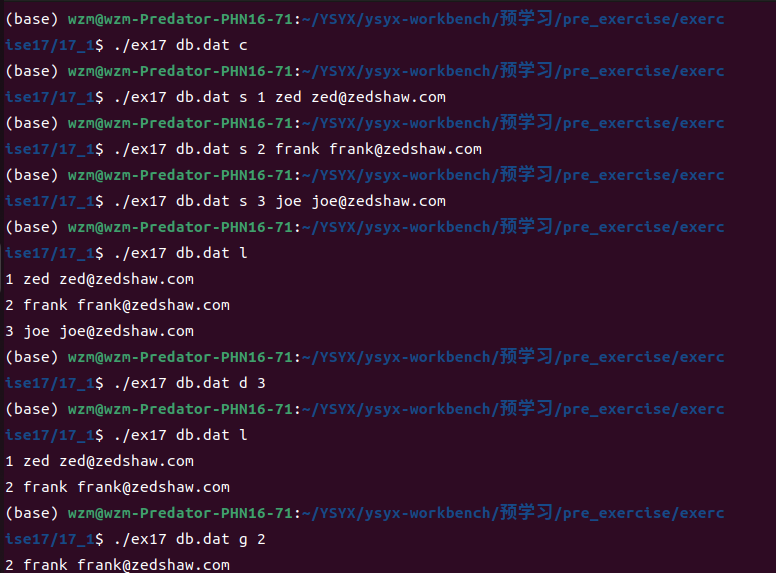 (base) wzm@wzm-Predator-PHN16-71:~/YSYX/ysyx-workbench/预学习/pre_exercise/exerc
ise17/17_1$ ./ex17 db.dat c
(base) wzm@wzm-Predator-PHN16-71:~/YSYX/ysyx-workbench/预学习/pre_exercise/exerc
ise17/17_1$ ./ex17 db.dat s 1 zed zed@zedshaw.com
(base) wzm@wzm-Predator-PHN16-71:~/YSYX/ysyx-workbench/预学习/pre_exercise/exerc
ise17/17_1$ ./ex17 db.dat s 2 frank frank@zedshaw.com
(base) wzm@wzm-Predator-PHN16-71:~/YSYX/ysyx-workbench/预学习/pre_exercise/exerc
ise17/17_1$ ./ex17 db.dat s 3 joe joe@zedshaw.com
(base) wzm@wzm-Predator-PHN16-71:~/YSYX/ysyx-workbench/预学习/pre_exercise/exerc
ise17/17_1$ ./ex17 db.dat l
1 zed zed@zedshaw.com
2 frank frank@zedshaw.com
3 joe joe@zedshaw.com
(base) wzm@wzm-Predator-PHN16-71:~/YSYX/ysyx-workbench/预学习/pre_exercise/exerc
ise17/17_1$ ./ex17 db.dat d 3
(base) wzm@wzm-Predator-PHN16-71:~/YSYX/ysyx-workbench/预学习/pre_exercise/exerc
ise17/17_1$ ./ex17 db.dat l
1 zed zed@zedshaw.com
2 frank frank@zedshaw.com
(base) wzm@wzm-Predator-PHN16-71:~/YSYX/ysyx-workbench/预学习/pre_exercise/exerc
ise17/17_1$ ./ex17 db.dat g 2
2 frank frank@zedshaw.com